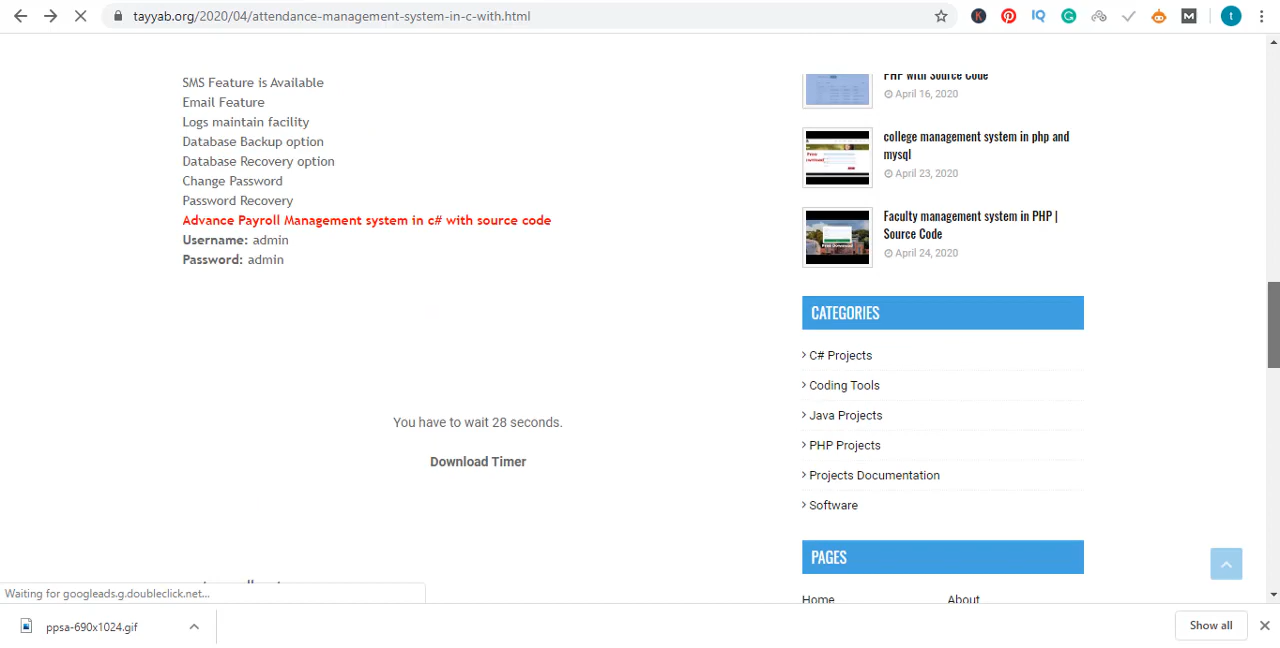 tayyab.org/2020/04/attendance-management-system-in-c-with.html
SMS Feature is Available
Email Feature
Logs maintain facility
Database Backup option
Database Recovery option
Change Password
Password Recovery
Advance Payroll Management system in c# with source code
Username: admin
Password: admin
You have to wait 28 seconds.
Download Timer
PHP with Source Code
April 16, 2020
college management system in php and
mysql
April 23, 2020
Faculty management system in PHP |
Source Code
April 24, 2020
CATEGORIES
C# Projects
Coding Tools
Java Projects
PHP Projects
Projects Documentation
Software
PAGES
Home
About
Waiting for googleads.g.doubleclick.net...
ppsa-690x1024.gif
Show all